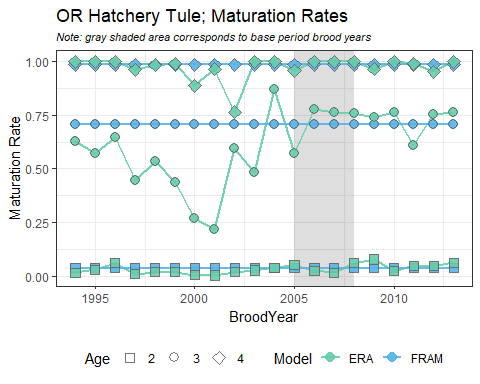 OR Hatchery Tule; Maturation Rates
Note: gray shaded area corresponds to base period brood years
1.00
0.75
0.50
0.25
0.00
Maturation Rate
1995 2000 2005 2010
BroodYear
Age 2 3 4 Model ERA FRAM